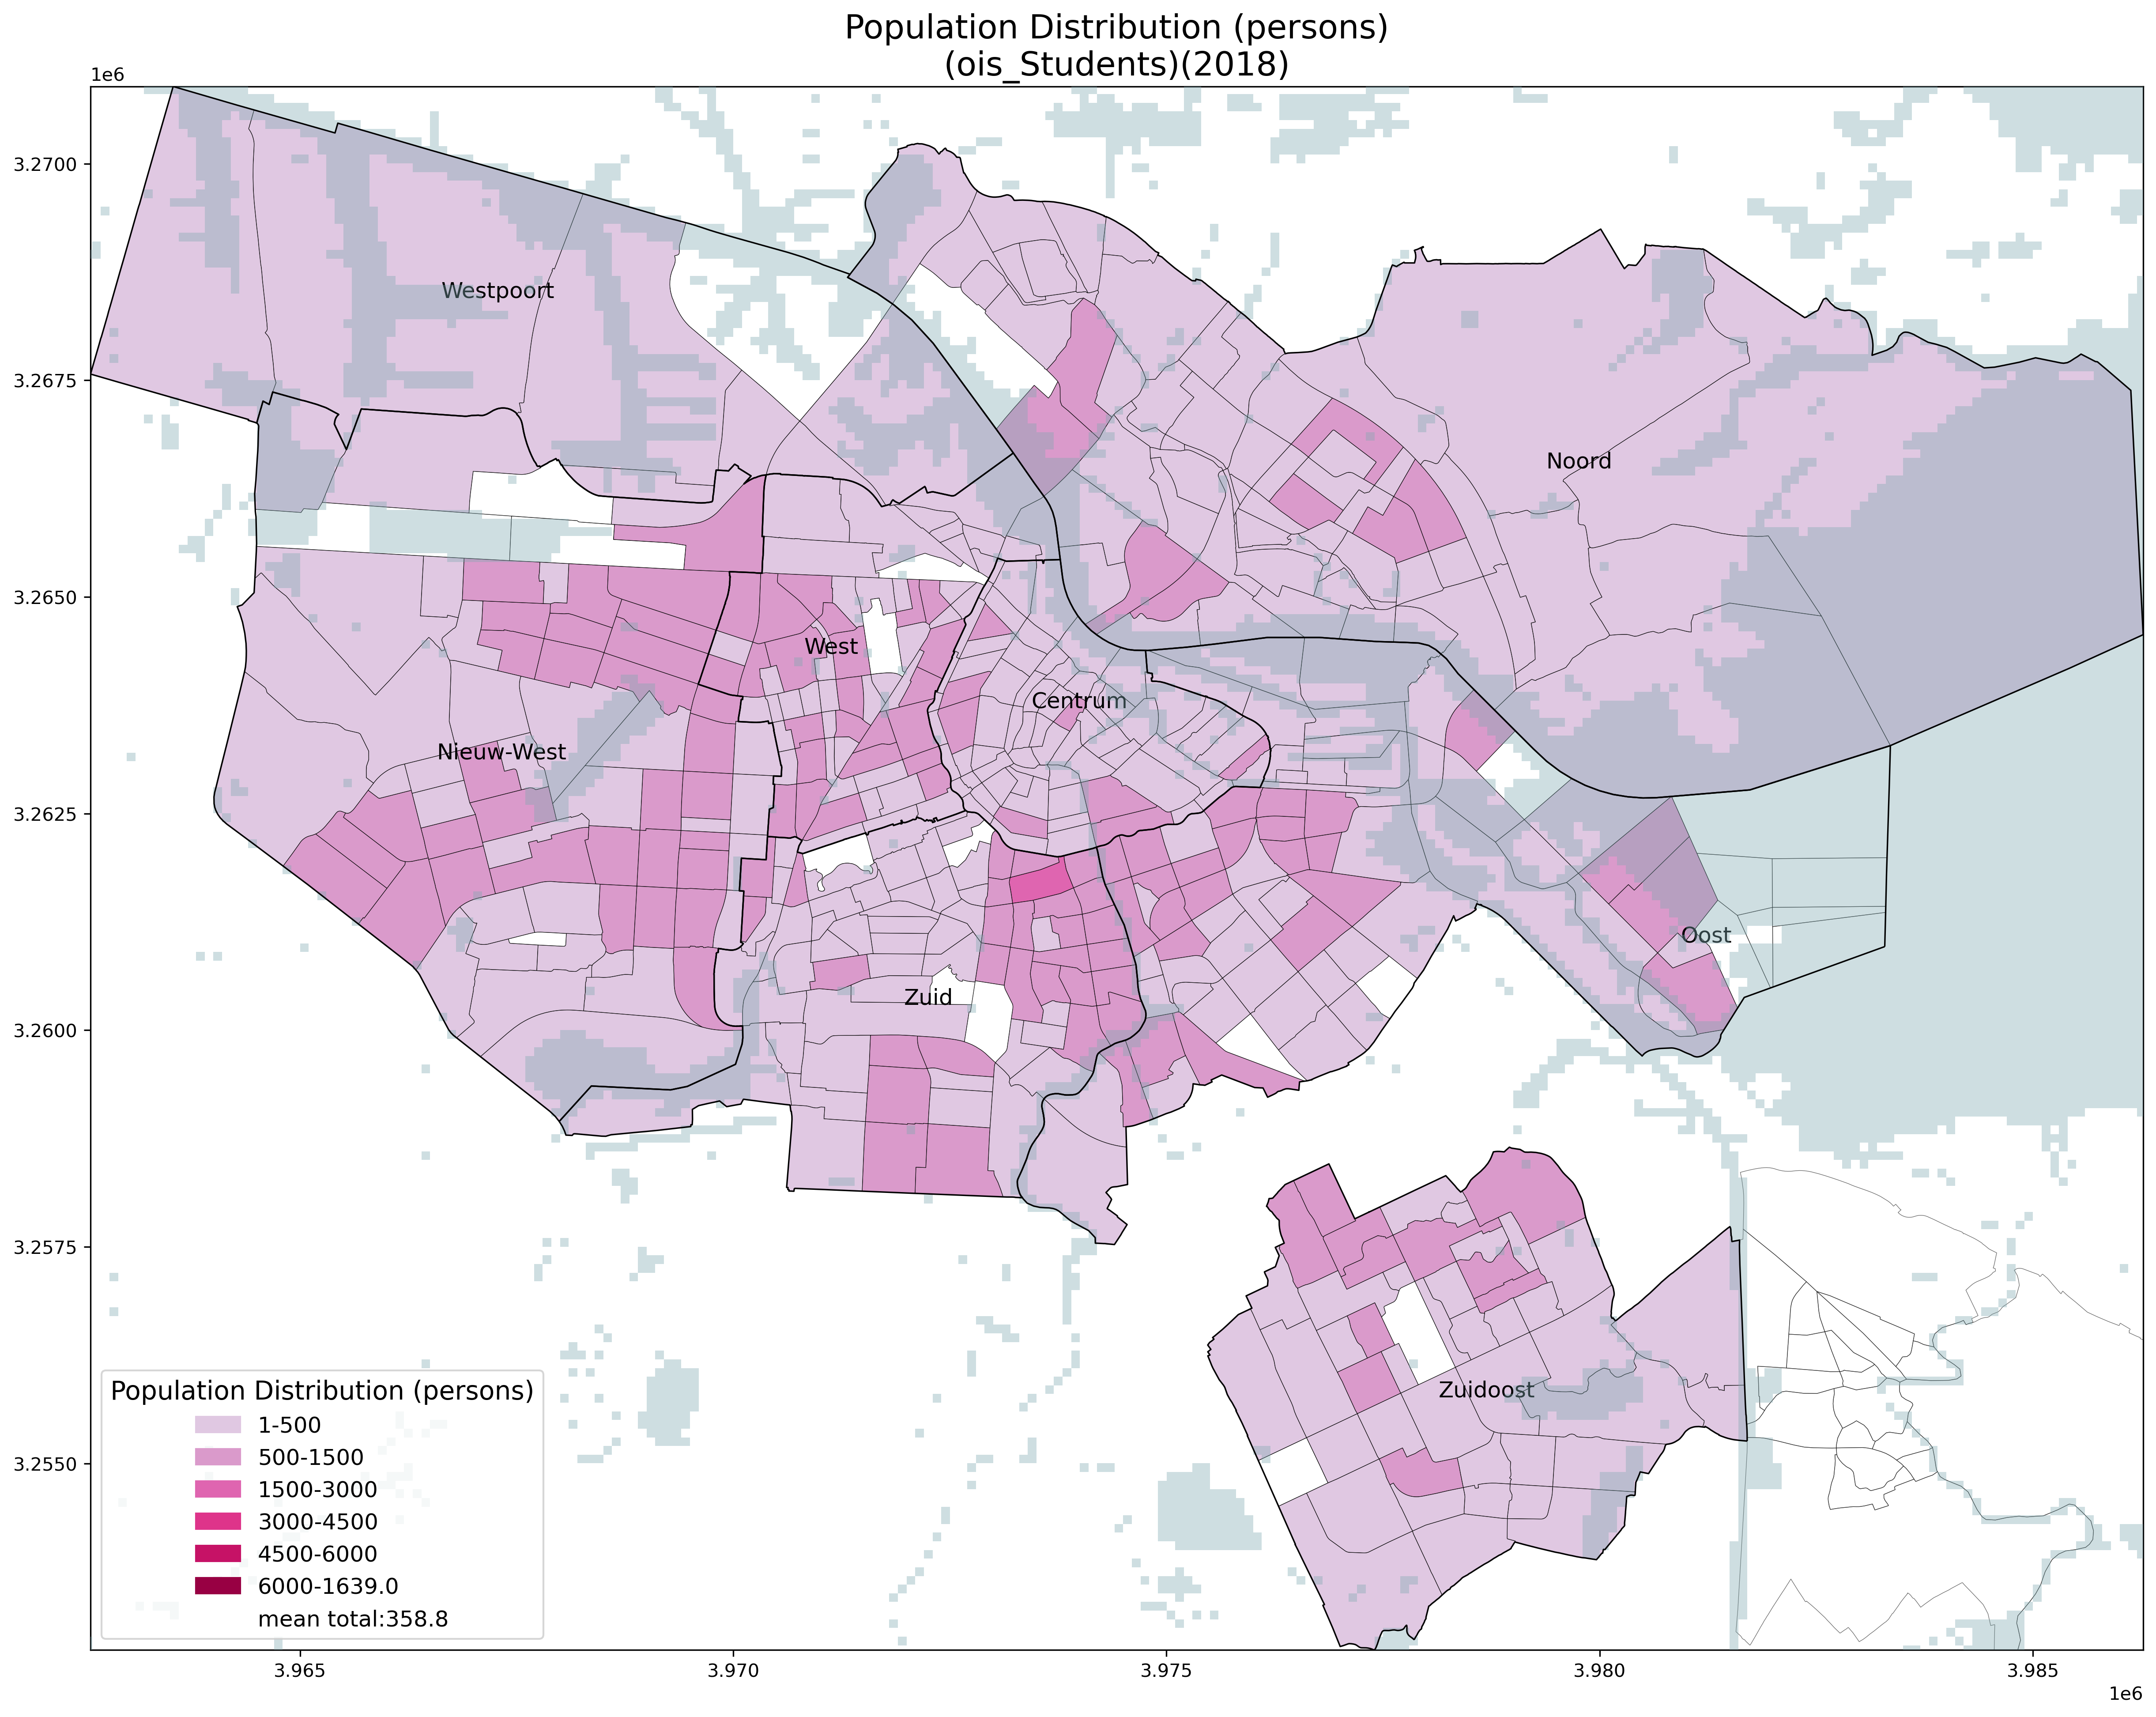 Population Distribution (persons)
(ois_Students)(2018)
1e6
3.2700
3.2675
3.2650
3.2625
3.2600
3.2575
3.2550
Westpoort
Noord
West
Centrum
Nieuw-West
Oost
Zuid
Zuidoost
Population Distribution (persons)
1-500
500-1500
1500-3000
3000-4500
4500-6000
6000-1639.0
mean total:358.8
3.965
3.970
3.975
3.980
3.985
1e6